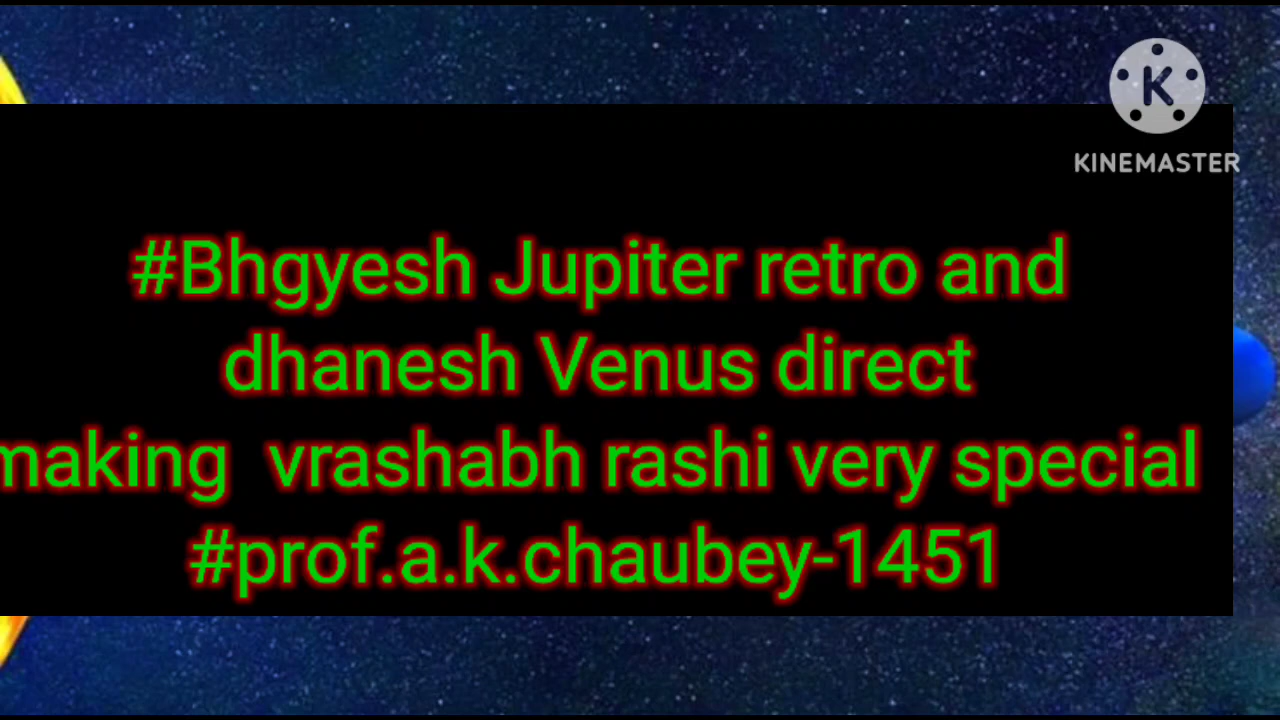 K
KINEMASTER
#Bhgyesh Jupiter retro and
dhanesh Venus direct
making  vrashabh rashi very special
#prof.a.k.chaubey-1451